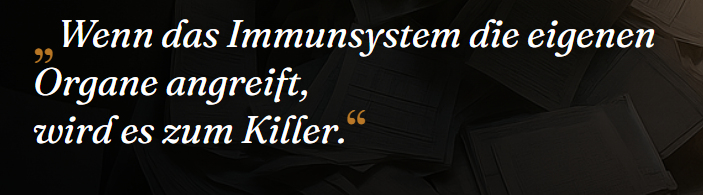 „Wenn das Immunsystem die eigenen
Organe angreift,
wird es zum Killer.“